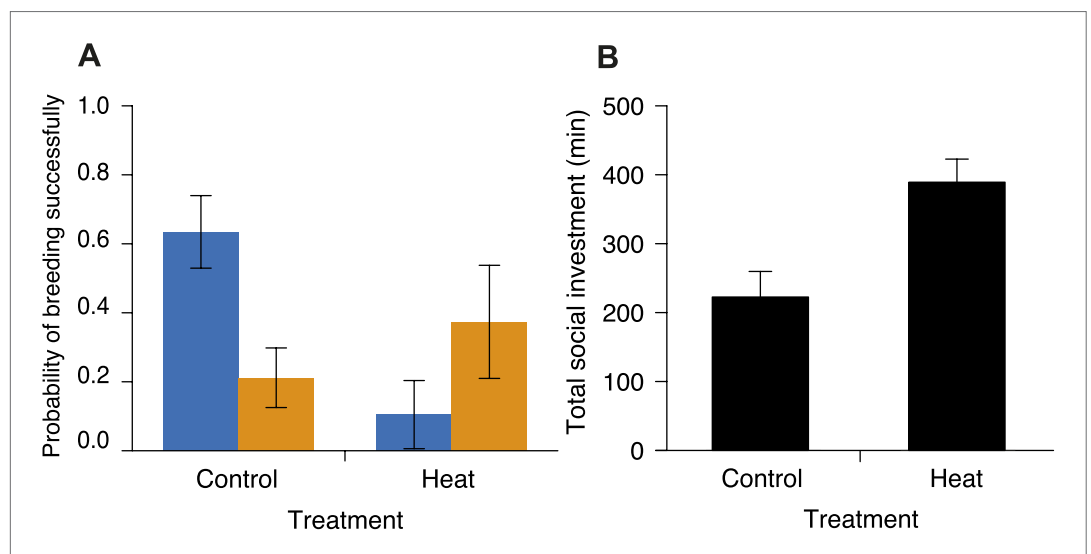 A
Probability of breeding successfully
1.0
0.8
0.6
0.4
0.2
0.0
Control
Heat
Treatment
B
Total social investment (min)
500
400
300
200
100
0
Control
Heat
Treatment